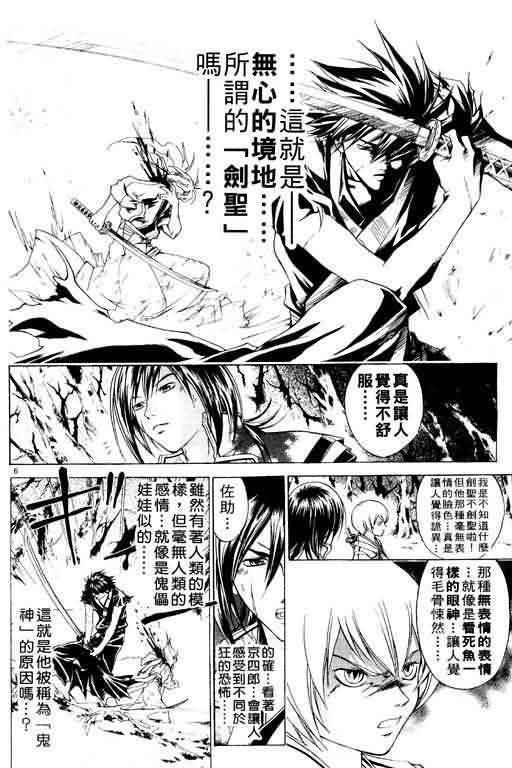 ……這就是——
無心的境地……
所謂的「劍聖」
嗎——……？
真是讓人
覺得不舒
服……
我是不知道什麼
劍聖不劍聖啦！
但他那種毫無表
情的臉色…真是
讓人覺得詭異…
那種無表情的表情
…就像是看死魚一
樣的眼神…讓人覺
得毛骨悚然……
佐助……
的確…看著
京四郎…會讓人
感受到不同於
狂的恐怖…
雖然有著人類的模
樣，但毫無人類的
感情…就像是傀儡
娃娃似的……
這就是他被稱為「鬼
神」的原因嗎…？
6